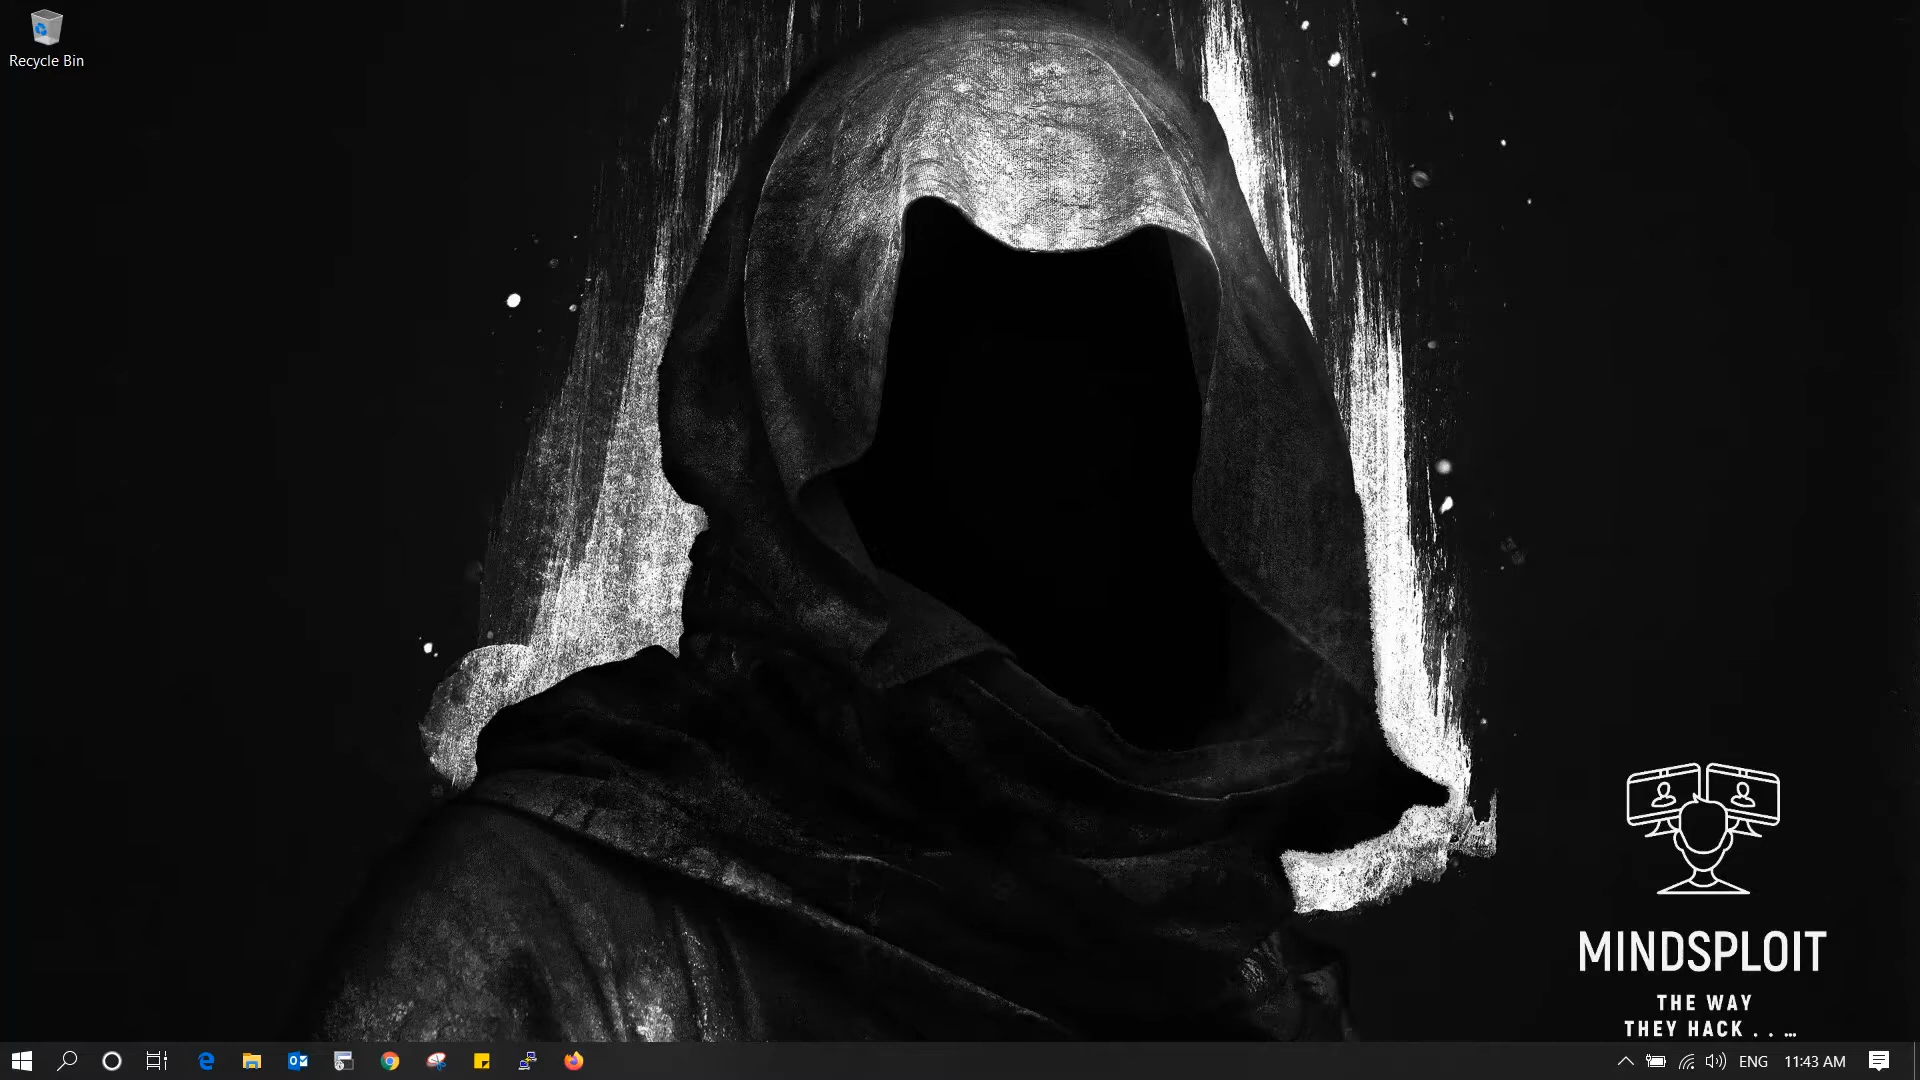 Recycle Bin
MINDSPLOIT
THE WAY
THEY HACK . . ...
ENG 11:43 AM